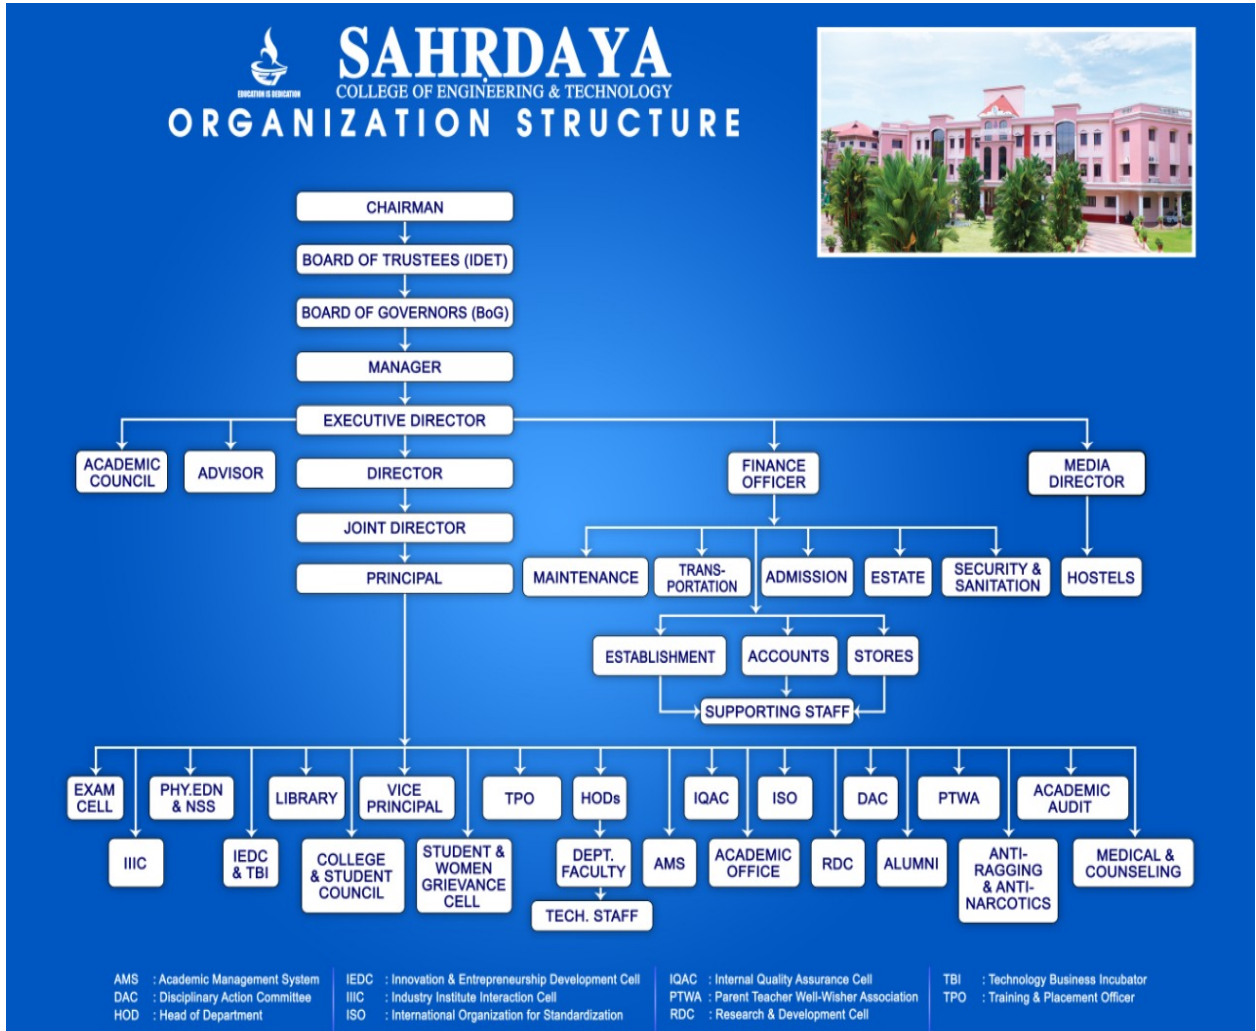 EDUCATION IS DEDICATION
SAHṚDAYA
COLLEGE OF ENGINEERING & TECHNOLOGY
ORGANIZATION STRUCTURE
CHAIRMAN
BOARD OF TRUSTEES (IDET)
BOARD OF GOVERNORS (BoG)
MANAGER
EXECUTIVE DIRECTOR
ACADEMIC
COUNCIL
ADVISOR
DIRECTOR
FINANCE
OFFICER
MEDIA
DIRECTOR
JOINT DIRECTOR
PRINCIPAL
MAINTENANCE
TRANS-
PORTATION
ADMISSION
ESTATE
SECURITY &
SANITATION
HOSTELS
ESTABLISHMENT
ACCOUNTS
STORES
SUPPORTING STAFF
EXAM
CELL
PHY.EDN
& NSS
LIBRARY
VICE
PRINCIPAL
TPO
HODs
IQAC
ISO
DAC
PTWA
ACADEMIC
AUDIT
IIIC
IEDC
& TBI
COLLEGE
& STUDENT
COUNCIL
STUDENT &
WOMEN
GRIEVANCE
CELL
DEPT.
FACULTY
AMS
ACADEMIC
OFFICE
RDC
ALUMNI
ANTI-
RAGGING
& ANTI-
NARCOTICS
MEDICAL &
COUNSELING
TECH. STAFF
AMS : Academic Management System
DAC : Disciplinary Action Committee
HOD : Head of Department
IEDC : Innovation & Entrepreneurship Development Cell
IIIC : Industry Institute Interaction Cell
ISO : International Organization for Standardization
IQAC : Internal Quality Assurance Cell
PTWA : Parent Teacher Well-Wisher Association
RDC : Research & Development Cell
TBI : Technology Business Incubator
TPO : Training & Placement Officer